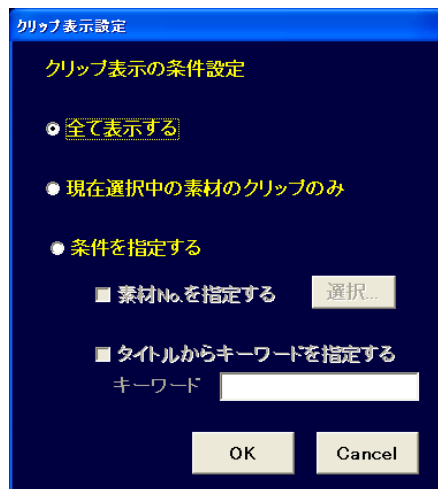 クリップ表示設定
クリップ表示の条件設定
全て表示する
現在選択中の素材のクリップのみ
条件を指定する
素材No.を指定する 選択...
タイトルからキーワードを指定する
キーワード
OK Cancel